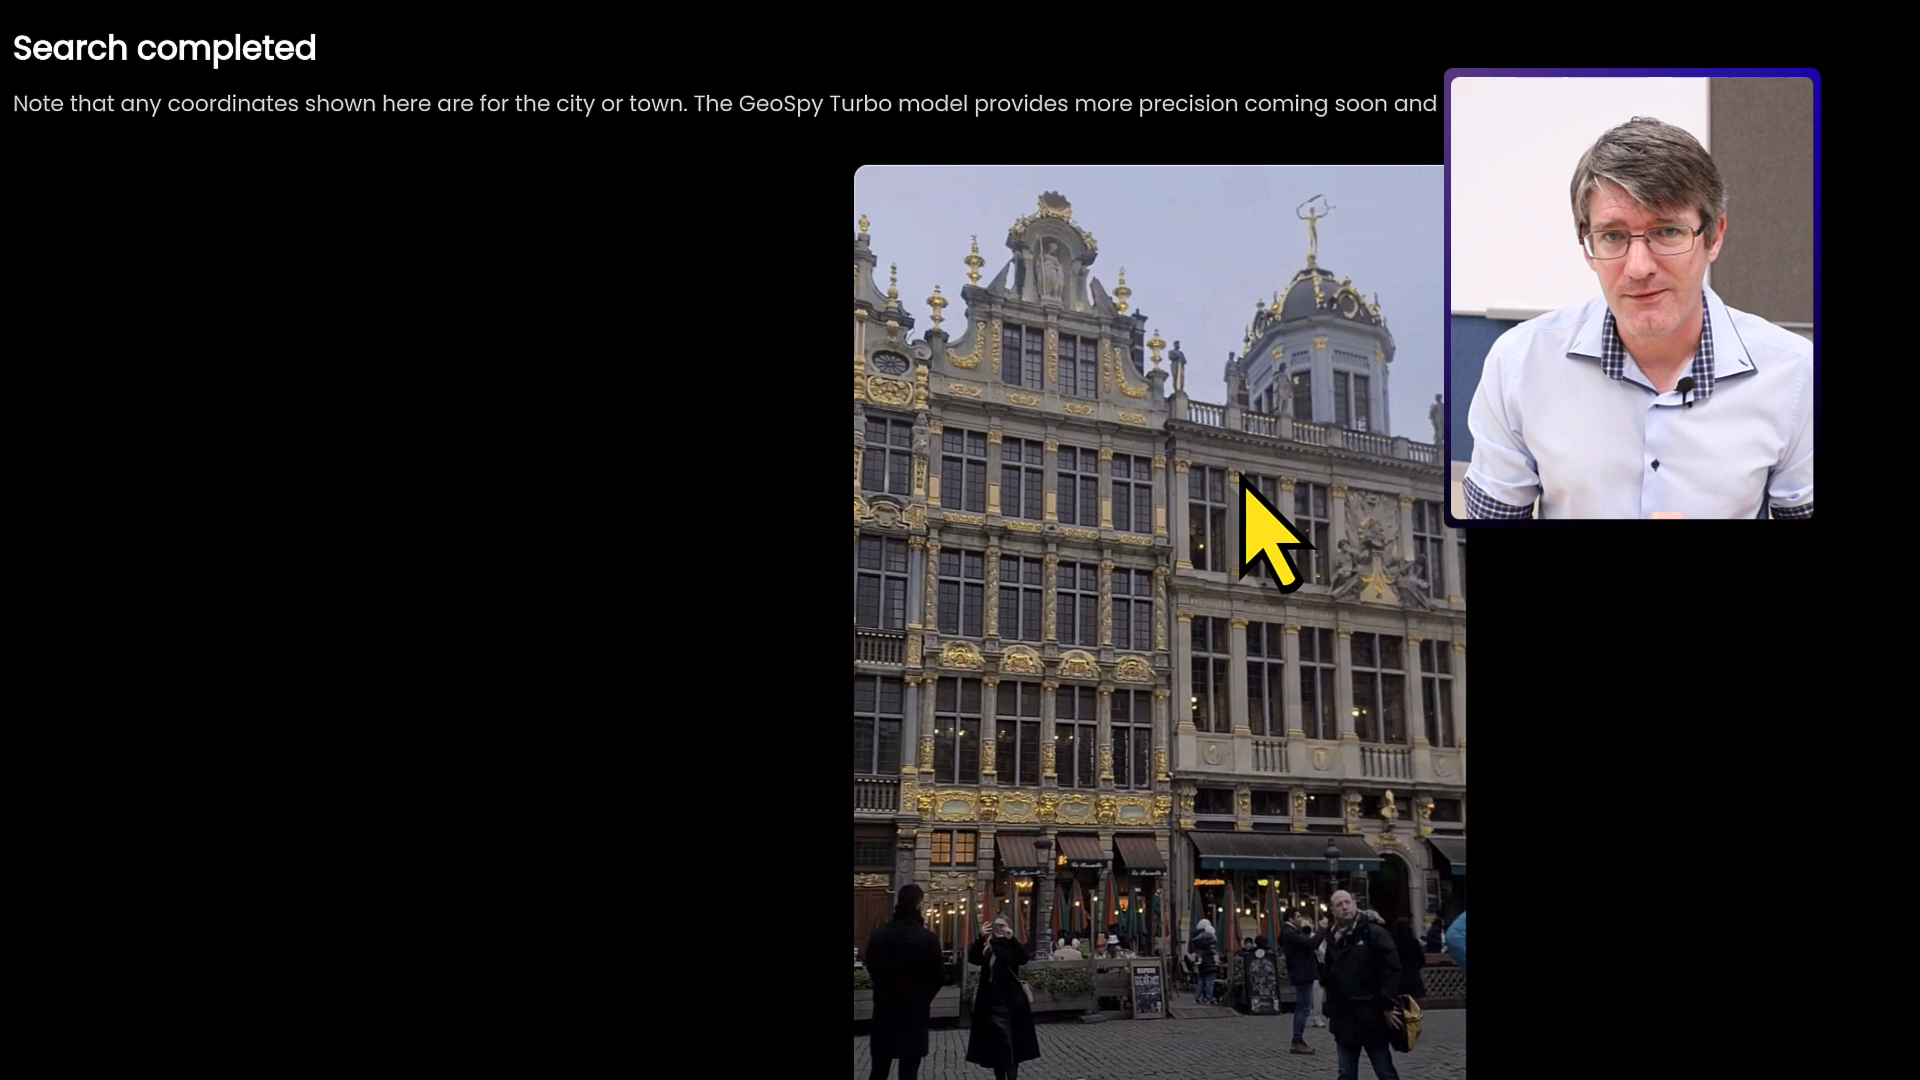 Search completed
Note that any coordinates shown here are for the city or town. The GeoSpy Turbo model provides more precision coming soon and